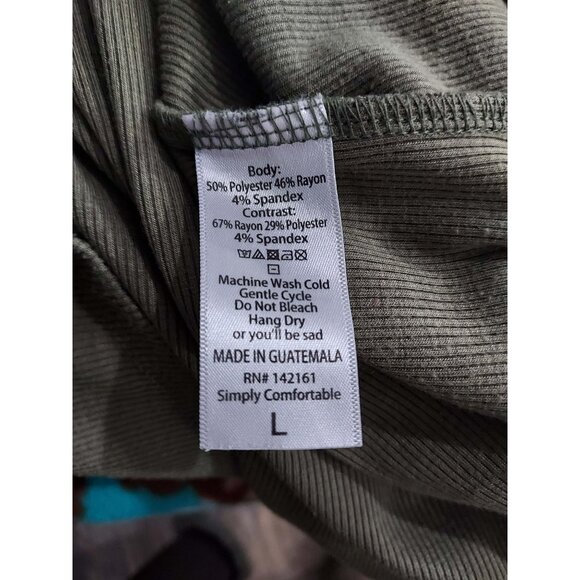 Body:
50% Polyester 46% Rayon
4% Spandex
Contrast:
67% Rayon 29% Polyester
4% Spandex
Machine Wash Cold
Gentle Cycle
Do Not Bleach
Hang Dry
or you'll be sad
MADE IN GUATEMALA
RN# 142161
Simply Comfortable
L